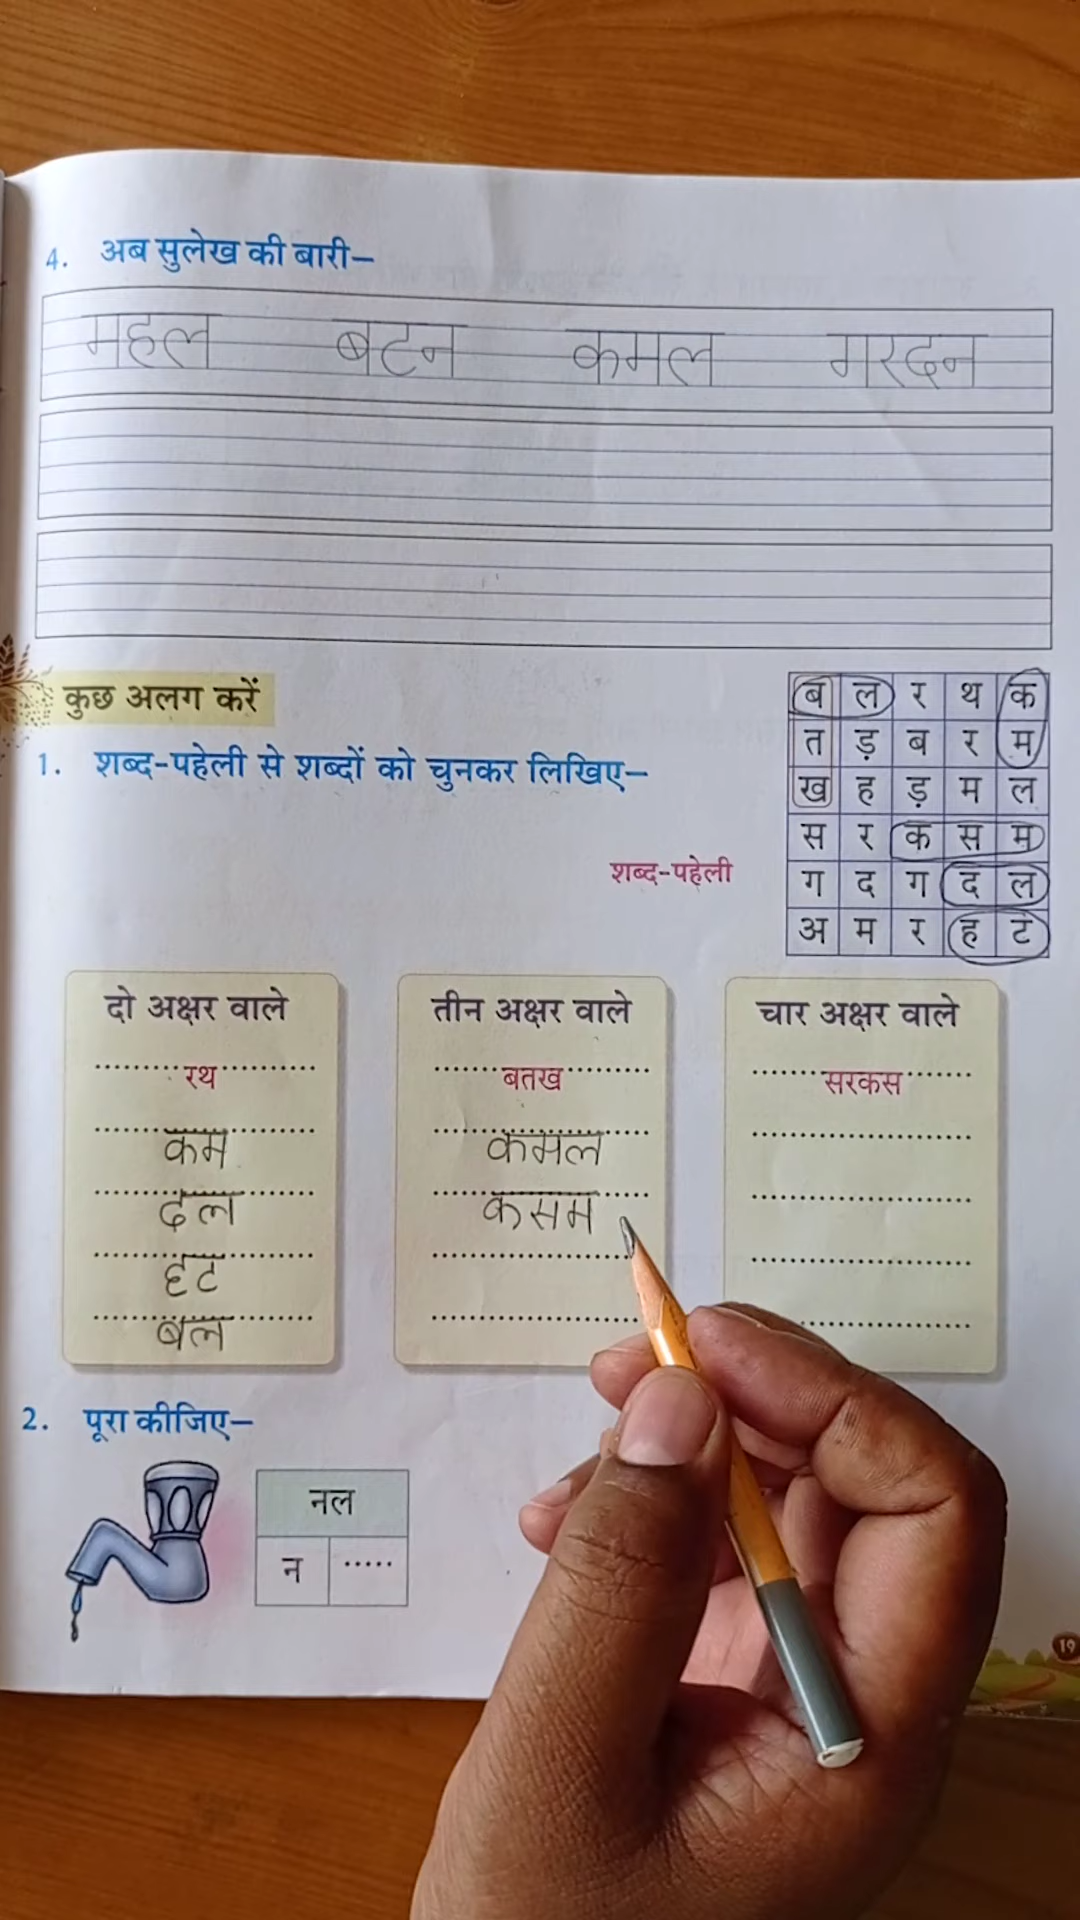 4. अब सुलेख की बारी–
महल बटन कमल गरदन
कुछ अलग करें
1. शब्द-पहेली से शब्दों को चुनकर लिखिए–
शब्द-पहेली
ब ल र थ क
त ड़ ब र म
ख ह ड़ म ल
स र क स म
ग द ग द ल
अ म र ह ट
दो अक्षर वाले
रथ
कम
दल
हट
बल
तीन अक्षर वाले
बतख
कमल
कसम
चार अक्षर वाले
सरकस
2. पूरा कीजिए–
नल
न .....
19